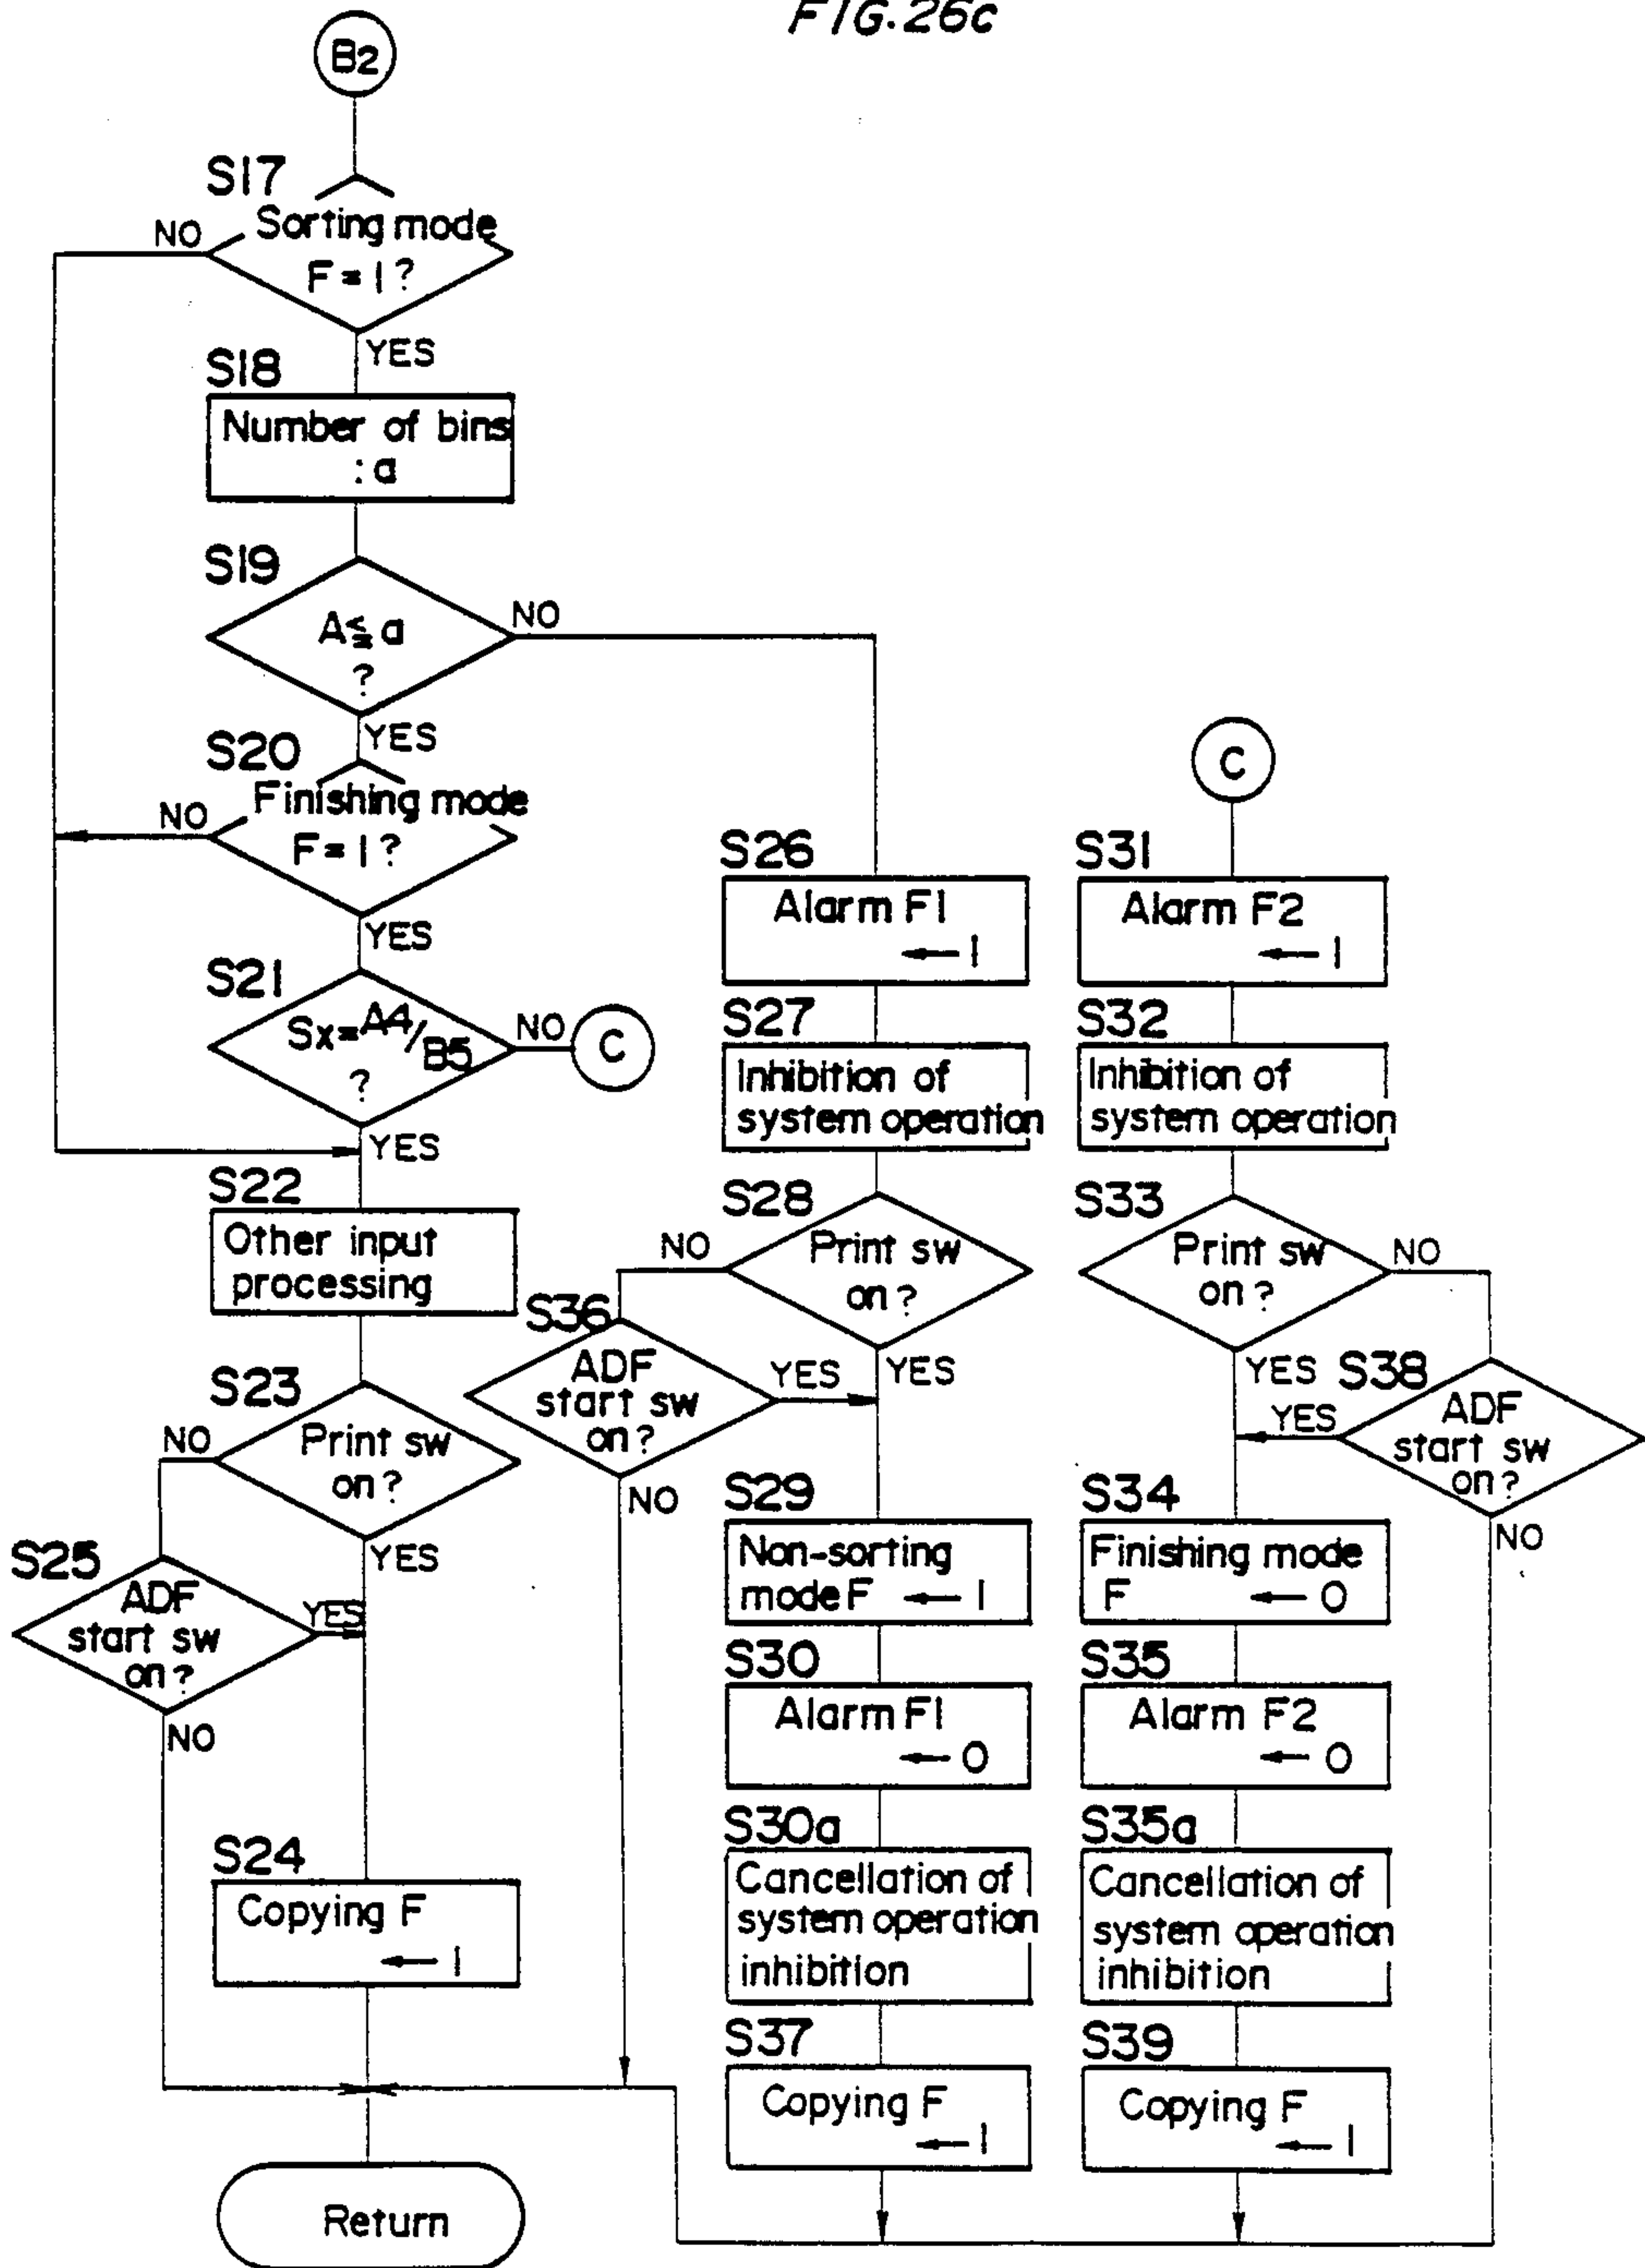 FIG.26c
B2
S17
Sorting mode
F=1?
NO
YES
S18
Number of bins
:a
S19
A≦a
?
NO
YES
S20
Finishing mode
F=1?
NO
YES
S21
Sx=A4/B5
?
NO
C
YES
S22
Other input
processing
S23
Print sw
on?
NO
YES
S25
ADF
start sw
on?
YES
NO
S24
Copying F
←1
Return
S26
Alarm F1
←1
S27
Inhibition of
system operation
S28
Print sw
on?
NO
YES
S36
ADF
start sw
on?
YES
NO
S29
Non-sorting
mode F ←1
S30
Alarm F1
←0
S30a
Cancellation of
system operation
inhibition
S37
Copying F
←1
C
S31
Alarm F2
←1
S32
Inhibition of
system operation
S33
Print sw
on?
NO
YES
S38
ADF
start sw
on?
YES
NO
S34
Finishing mode
F ←0
S35
Alarm F2
←0
S35a
Cancellation of
system operation
inhibition
S39
Copying F
←1